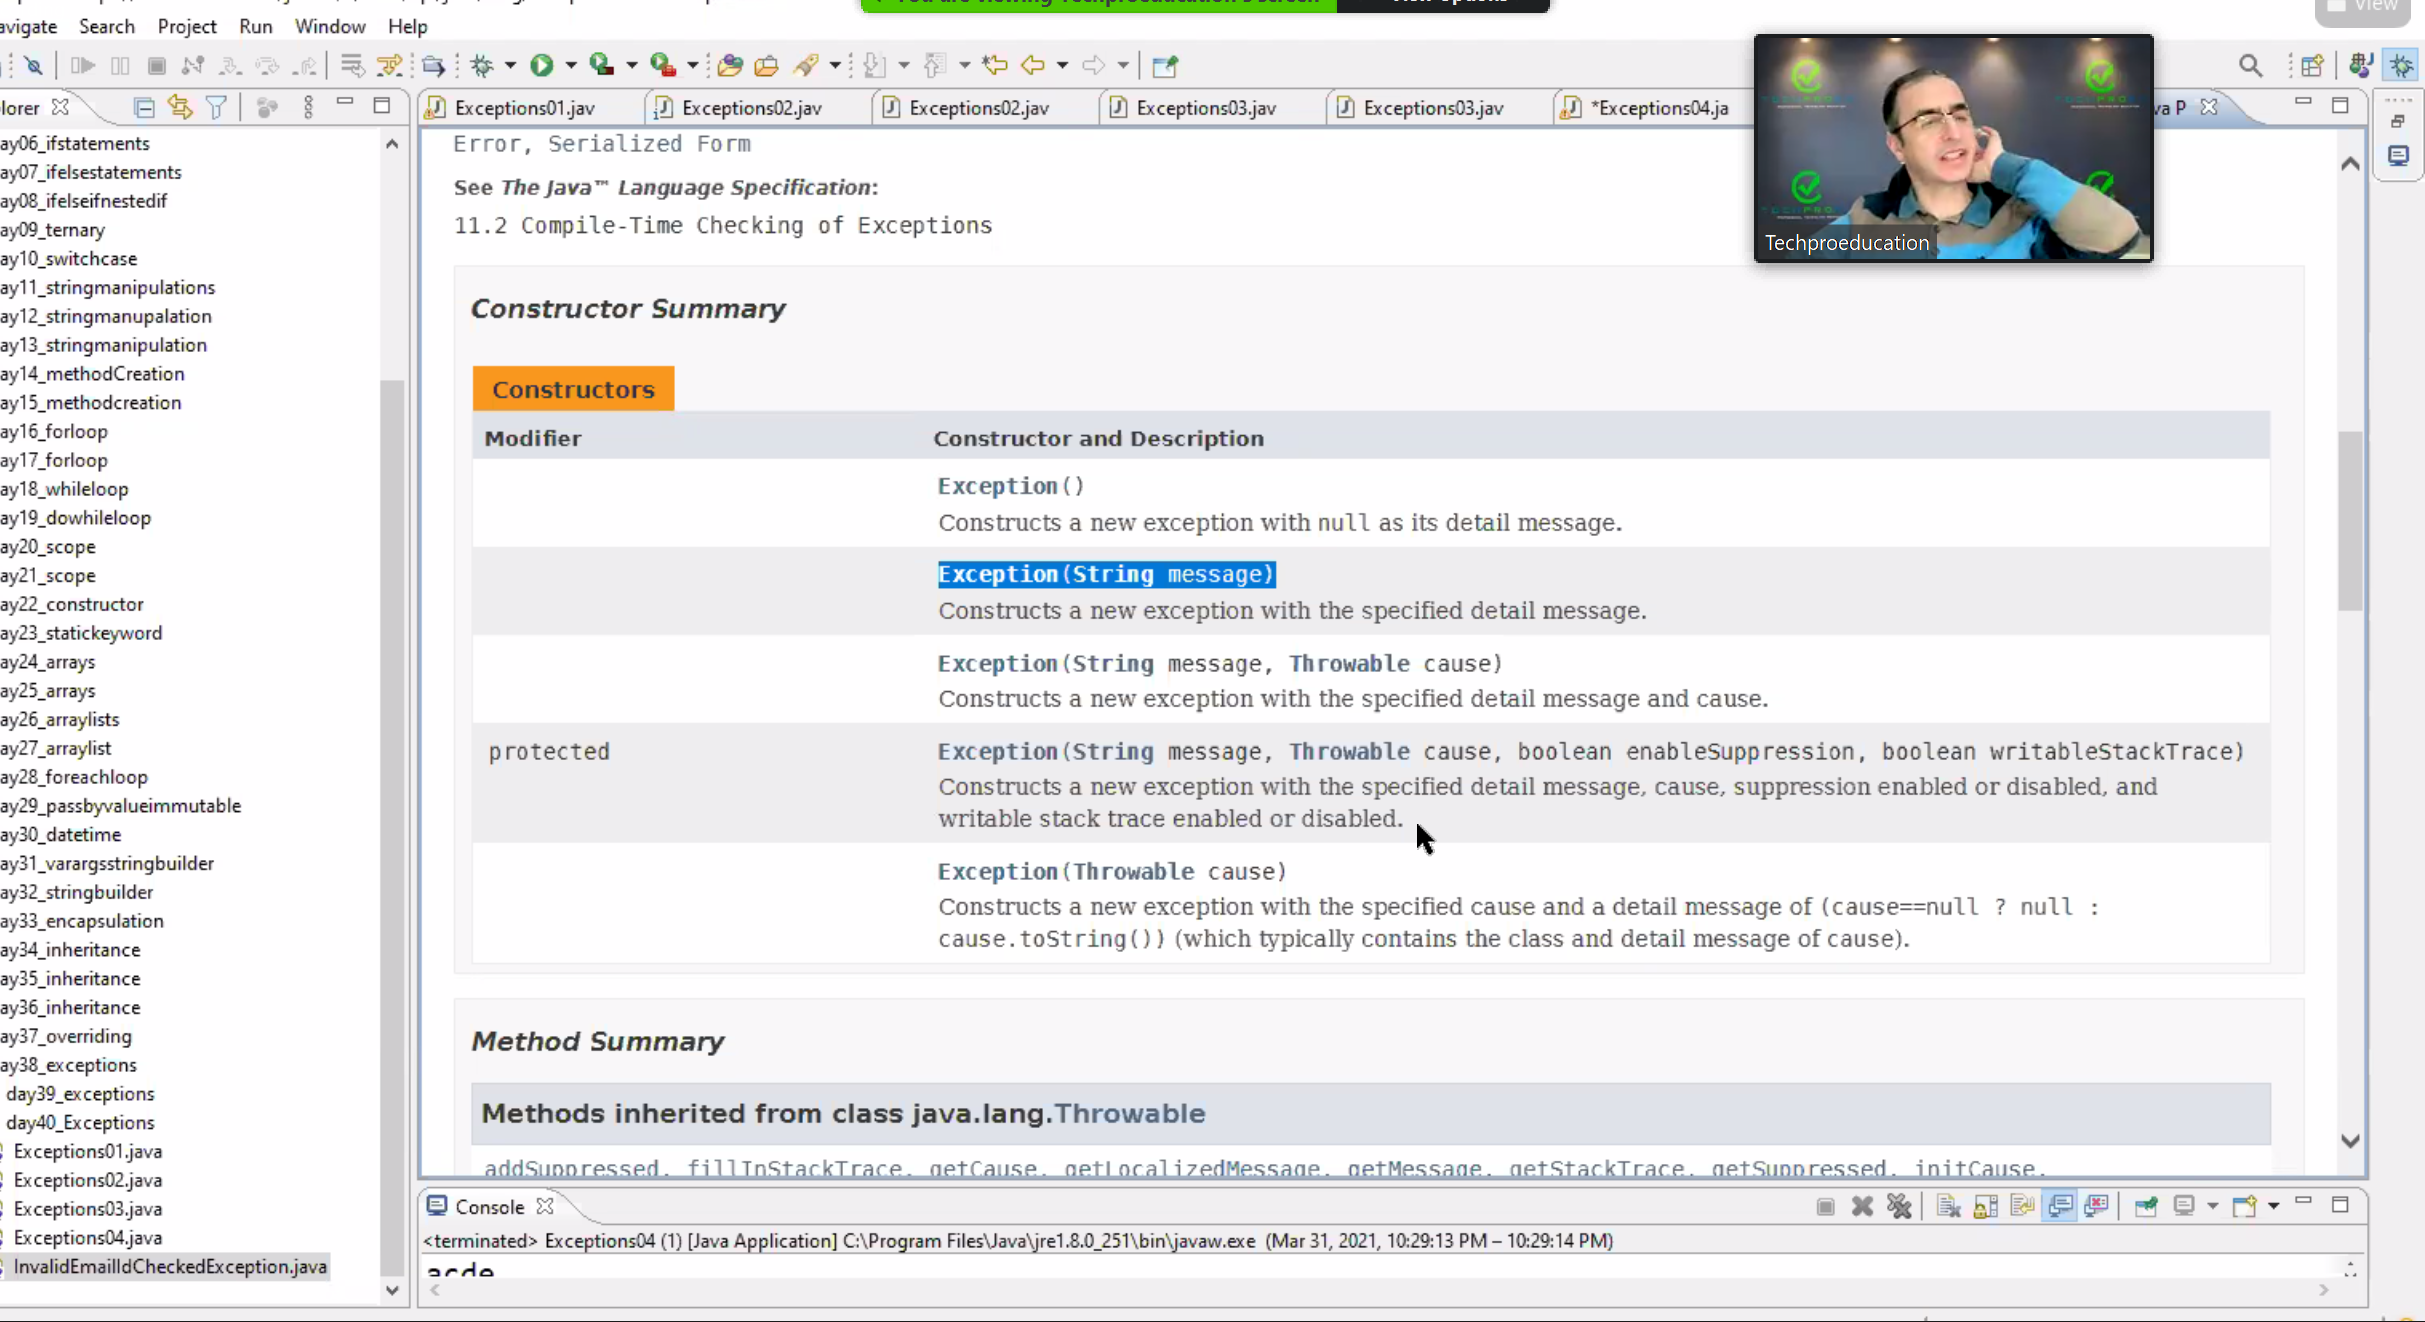 avigate Search Project Run Window Help
View
lorer
Exceptions01.jav Exceptions02.jav Exceptions02.jav Exceptions03.jav Exceptions03.jav *Exceptions04.ja va P
ay06_ifstatements
ay07_ifelsestatements
ay08_ifelseifnestedif
ay09_ternary
ay10_switchcase
ay11_stringmanipulations
ay12_stringmanupalation
ay13_stringmanipulation
ay14_methodCreation
ay15_methodcreation
ay16_forloop
ay17_forloop
ay18_whileloop
ay19_dowhileloop
ay20_scope
ay21_scope
ay22_constructor
ay23_statickeyword
ay24_arrays
ay25_arrays
ay26_arraylists
ay27_arraylist
ay28_foreachloop
ay29_passbyvalueimmutable
ay30_datetime
ay31_varargsstringbuilder
ay32_stringbuilder
ay33_encapsulation
ay34_inheritance
ay35_inheritance
ay36_inheritance
ay37_overriding
ay38_exceptions
day39_exceptions
day40_Exceptions
Exceptions01.java
Exceptions02.java
Exceptions03.java
Exceptions04.java
InvalidEmailIdCheckedException.java
Error, Serialized Form
See The Java™ Language Specification:
11.2 Compile-Time Checking of Exceptions
Techproeducation
Constructor Summary
Constructors
Modifier Constructor and Description
Exception()
Constructs a new exception with null as its detail message.
Exception(String message)
Constructs a new exception with the specified detail message.
Exception(String message, Throwable cause)
Constructs a new exception with the specified detail message and cause.
protected Exception(String message, Throwable cause, boolean enableSuppression, boolean writableStackTrace)
Constructs a new exception with the specified detail message, cause, suppression enabled or disabled, and
writable stack trace enabled or disabled.
Exception(Throwable cause)
Constructs a new exception with the specified cause and a detail message of (cause==null ? null :
cause.toString()) (which typically contains the class and detail message of cause).
Method Summary
Methods inherited from class java.lang.Throwable
addSuppressed, fillInStackTrace, getCause, getLocalizedMessage, getMessage, getStackTrace, getSuppressed, initCause,
Console
<terminated> Exceptions04 (1) [Java Application] C:\Program Files\Java\jre1.8.0_251\bin\javaw.exe (Mar 31, 2021, 10:29:13 PM – 10:29:14 PM)
acde